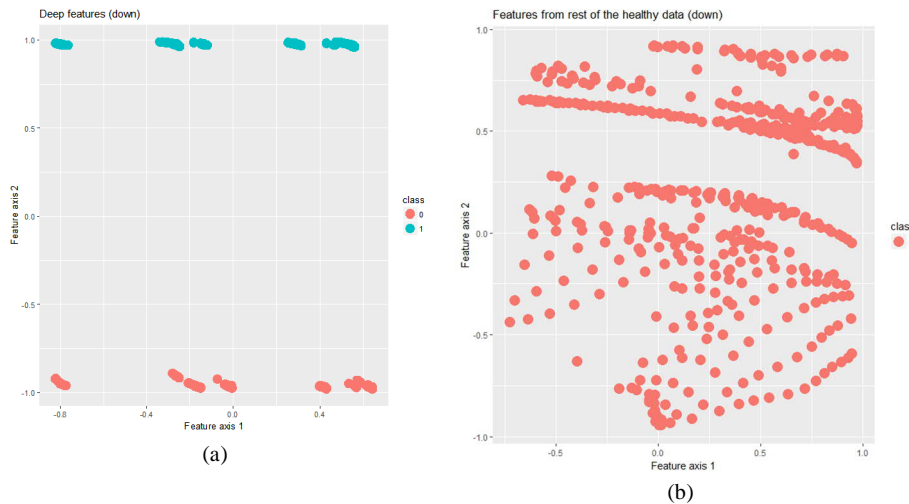 Deep features (down)
1.0
0.5
0.0
-0.5
-1.0
Feature axis 2
-0.8
-0.4
0.0
0.4
Feature axis 1
class
0
1
(a)
Features from rest of the healthy data (down)
1.0
0.5
0.0
-0.5
-1.0
Feature axis 2
-0.5
0.0
0.5
1.0
Feature axis 1
clas
(b)